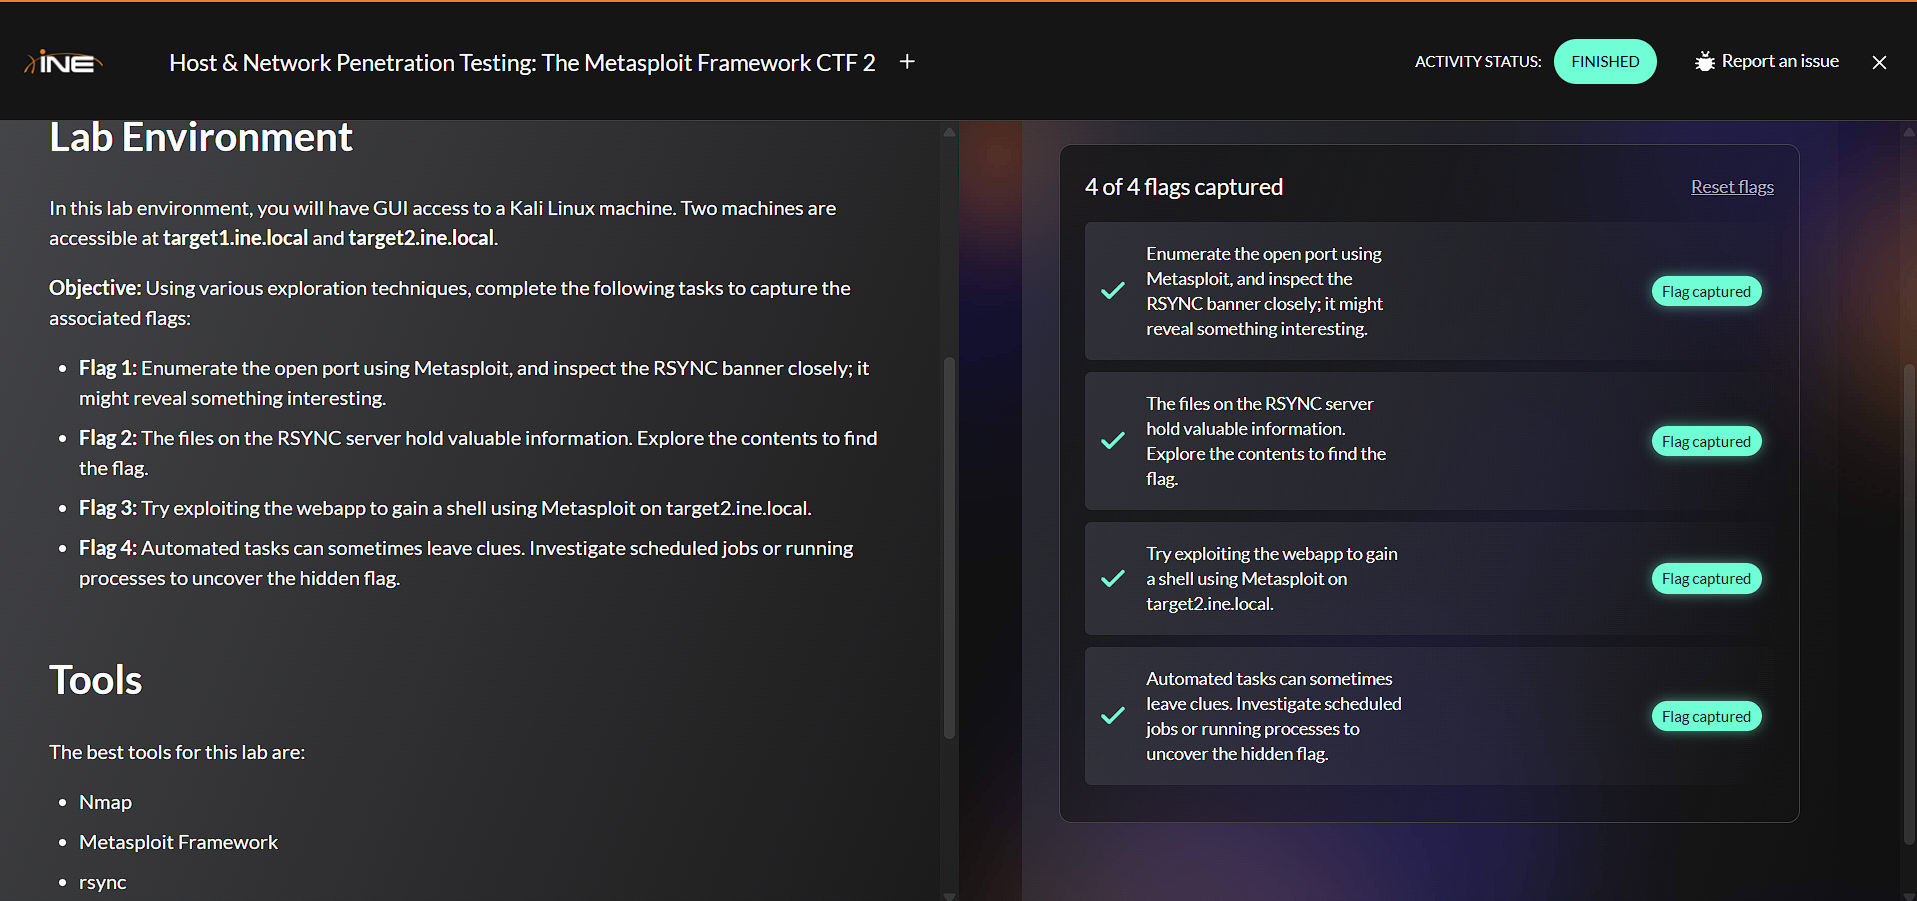 INE
Host & Network Penetration Testing: The Metasploit Framework CTF 2 +
ACTIVITY STATUS:
FINISHED
Report an issue
Lab Environment
In this lab environment, you will have GUI access to a Kali Linux machine. Two machines are
accessible at target1.ine.local and target2.ine.local.
Objective: Using various exploration techniques, complete the following tasks to capture the
associated flags:
• Flag 1: Enumerate the open port using Metasploit, and inspect the RSYNC banner closely; it
might reveal something interesting.
• Flag 2: The files on the RSYNC server hold valuable information. Explore the contents to find
the flag.
• Flag 3: Try exploiting the webapp to gain a shell using Metasploit on target2.ine.local.
• Flag 4: Automated tasks can sometimes leave clues. Investigate scheduled jobs or running
processes to uncover the hidden flag.
Tools
The best tools for this lab are:
• Nmap
• Metasploit Framework
• rsync
4 of 4 flags captured
Reset flags
Enumerate the open port using
Metasploit, and inspect the
RSYNC banner closely; it might
reveal something interesting.
Flag captured
The files on the RSYNC server
hold valuable information.
Explore the contents to find the
flag.
Flag captured
Try exploiting the webapp to gain
a shell using Metasploit on
target2.ine.local.
Flag captured
Automated tasks can sometimes
leave clues. Investigate scheduled
jobs or running processes to
uncover the hidden flag.
Flag captured